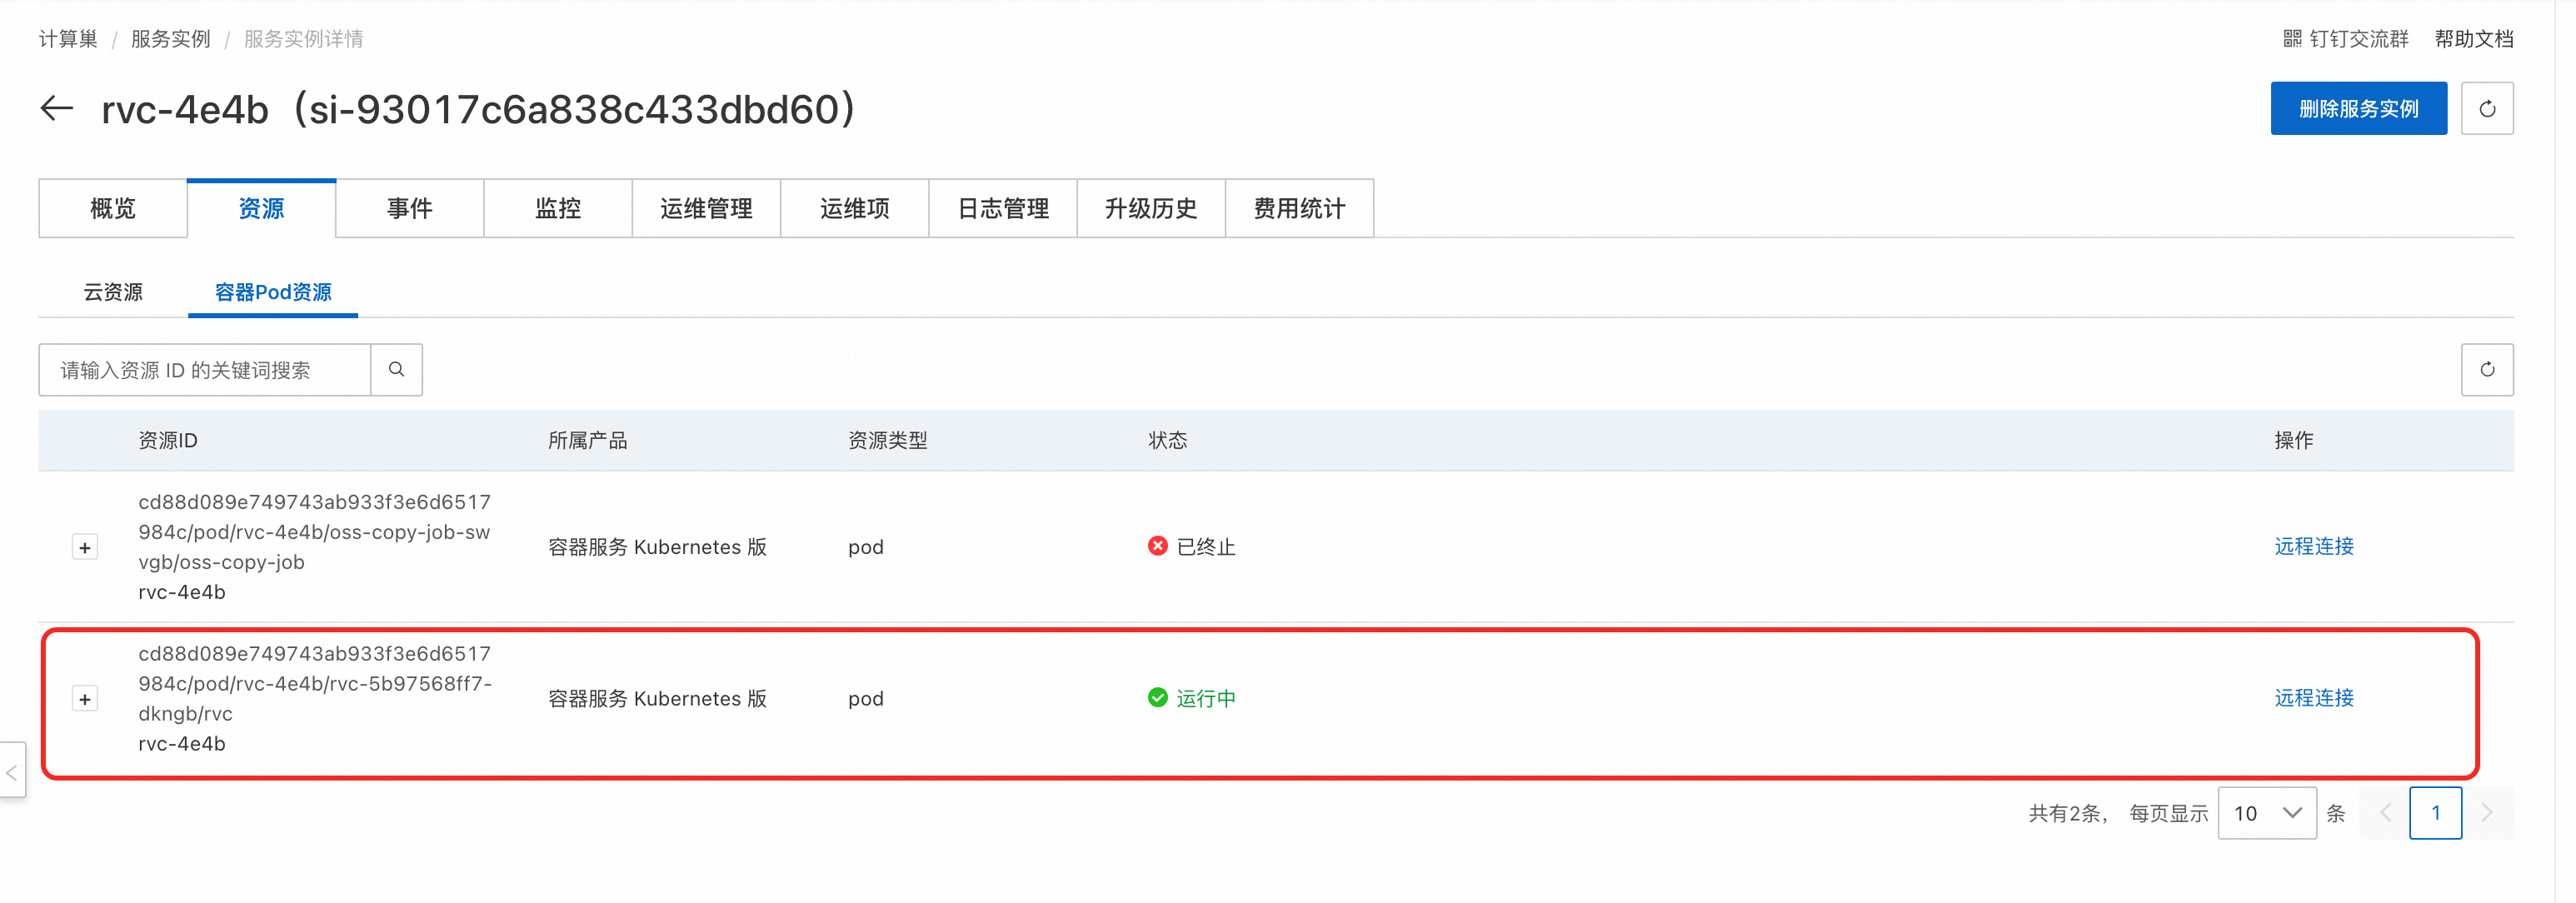 计算巢 / 服务实例 / 服务实例详情
钉钉交流群 帮助文档
rvc-4e4b（si-93017c6a838c433dbd60）
删除服务实例
概览 资源 事件 监控 运维管理 运维项 日志管理 升级历史 费用统计
云资源 容器Pod资源
请输入资源 ID 的关键词搜索
资源ID 所属产品 资源类型 状态 操作
cd88d089e749743ab933f3e6d6517
984c/pod/rvc-4e4b/oss-copy-job-sw
vgb/oss-copy-job
rvc-4e4b
容器服务 Kubernetes 版 pod 已终止 远程连接
cd88d089e749743ab933f3e6d6517
984c/pod/rvc-4e4b/rvc-5b97568ff7-
dkngb/rvc
rvc-4e4b
容器服务 Kubernetes 版 pod 运行中 远程连接
共有2条， 每页显示 10 条 1